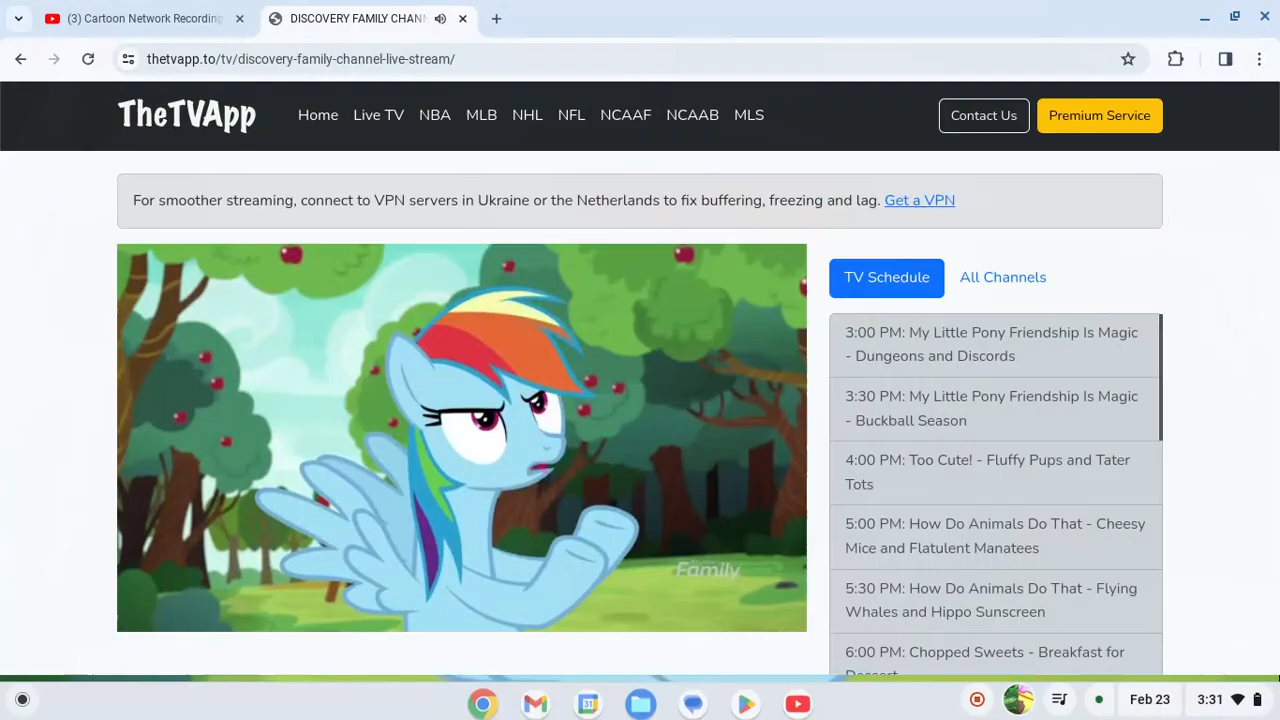 (3) Cartoon Network Recording
DISCOVERY FAMILY CHANN
thetvapp.to/tv/discovery-family-channel-live-stream/
TheTVApp
Home
Live TV
NBA
MLB
NHL
NFL
NCAAF
NCAAB
MLS
Contact Us
Premium Service
For smoother streaming, connect to VPN servers in Ukraine or the Netherlands to fix buffering, freezing and lag. Get a VPN
TV Schedule
All Channels
3:00 PM: My Little Pony Friendship Is Magic
- Dungeons and Discords
3:30 PM: My Little Pony Friendship Is Magic
- Buckball Season
4:00 PM: Too Cute! - Fluffy Pups and Tater
Tots
5:00 PM: How Do Animals Do That - Cheesy
Mice and Flatulent Manatees
5:30 PM: How Do Animals Do That - Flying
Whales and Hippo Sunscreen
6:00 PM: Chopped Sweets - Breakfast for
Family
Feb 23
3:31